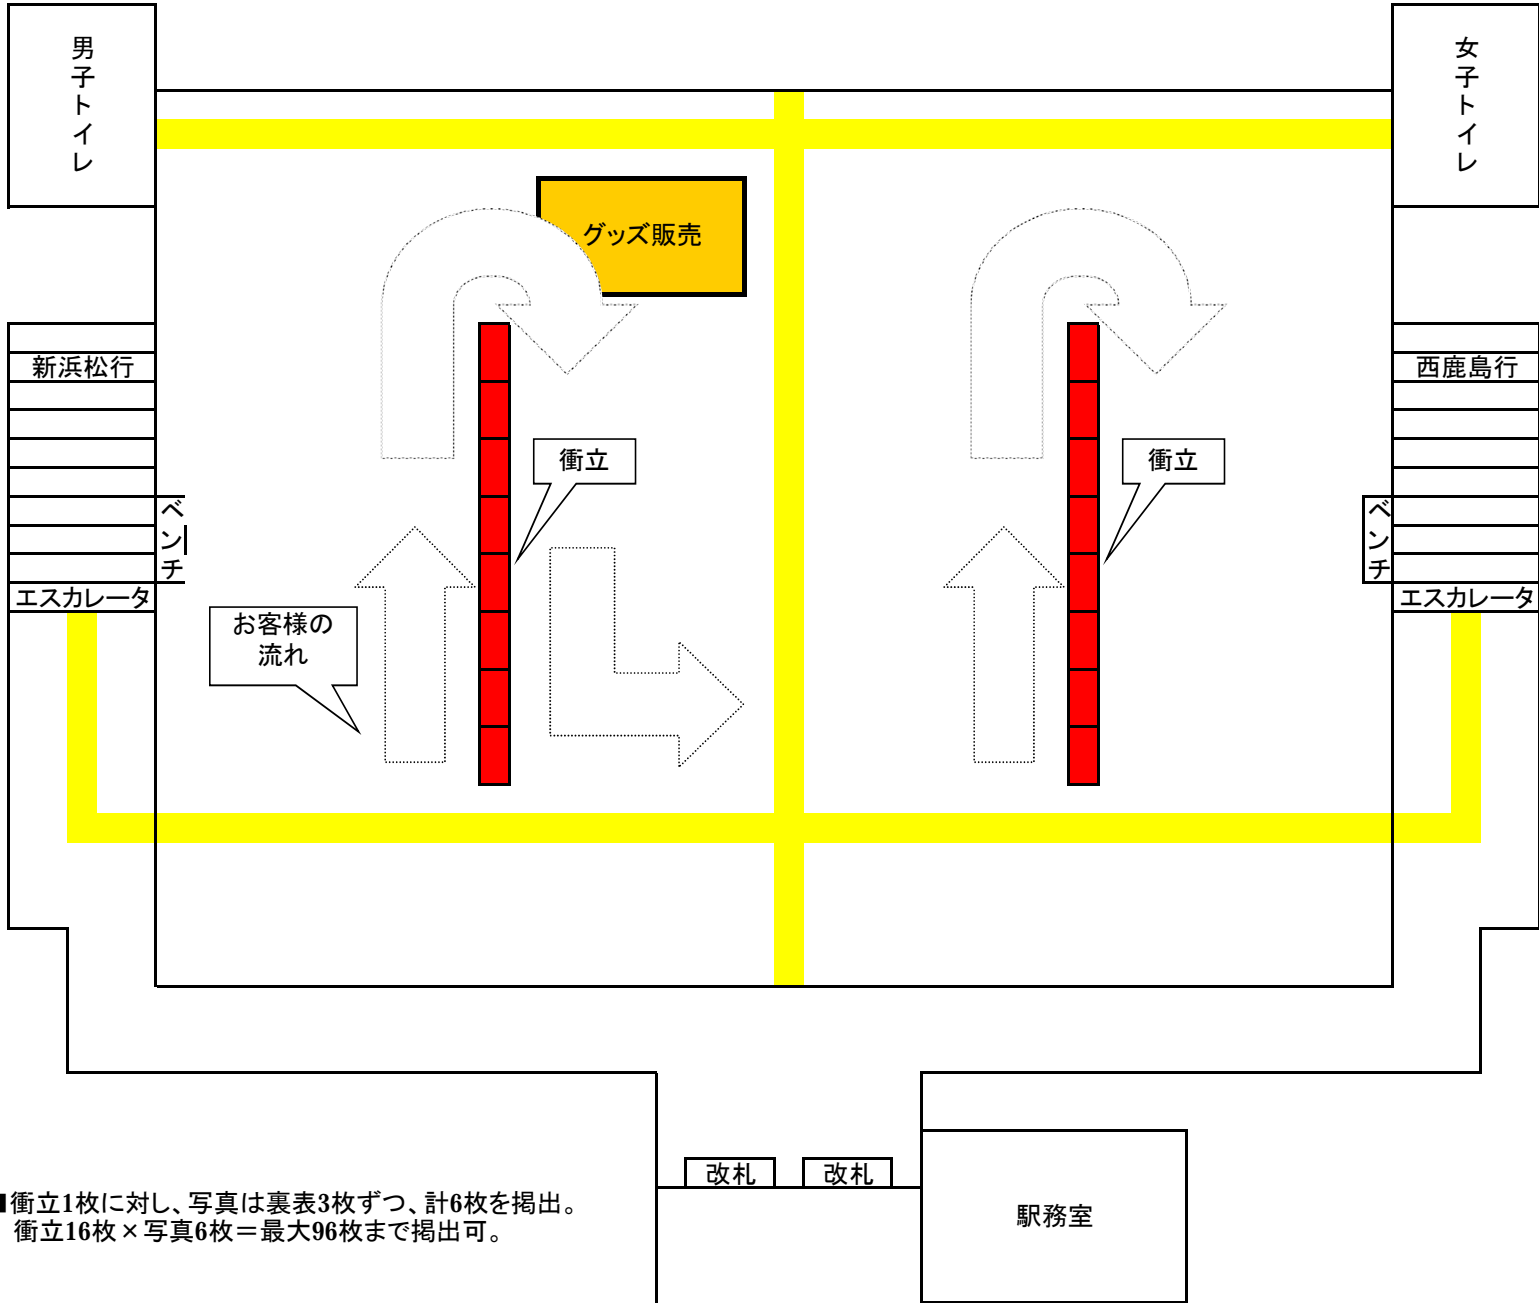 男子トイレ
女子トイレ
グッズ販売
新浜松行
西鹿島行
衝立
衝立
ベンチ
ベンチ
エスカレータ
エスカレータ
お客様の
流れ
改札
改札
駅務室
■衝立1枚に対し、写真は裏表3枚ずつ、計6枚を掲出。
衝立16枚×写真6枚＝最大96枚まで掲出可。